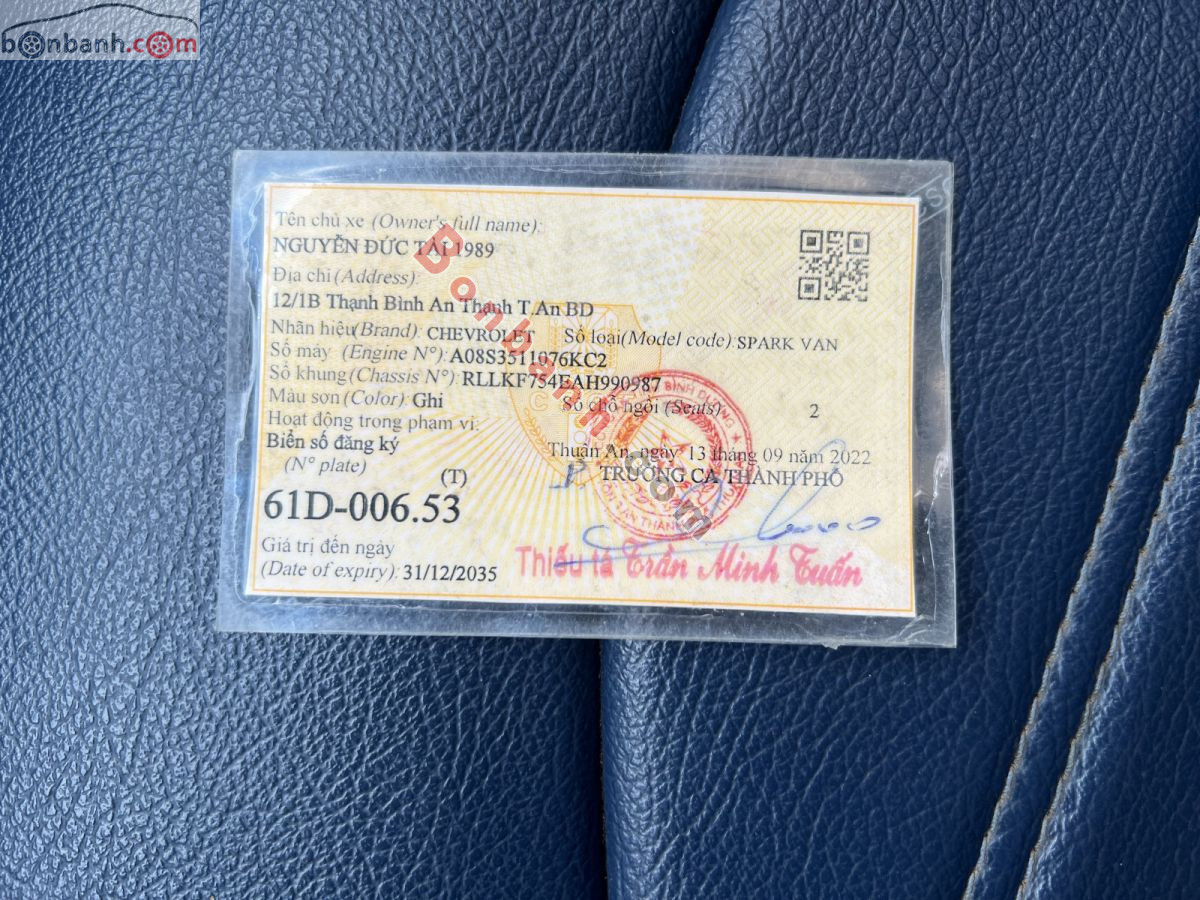 bonbanh.com
Tên chủ xe (Owner's full name):
NGUYỄN ĐỨC TÀI 1989
Địa chỉ (Address):
12/1B Thạnh Bình An Thạnh T.An BD
Nhãn hiệu(Brand): CHEVROLET Số loại(Model code): SPARK VAN
Số máy (Engine N°): A08S3511076KC2
Số khung(Chassis N°): RLLKF754EAH990987
Màu sơn(Color) Ghi Số chỗ ngồi (Seats): 2
Hoạt động trong phạm vi:
Biển số đăng ký
(N° plate)
(T)
61D-006.53
Thuận An, ngày 13 tháng 09 năm 2022
P. TRƯỞNG CA THÀNH PHỐ
Giá trị đến ngày
(Date of expiry): 31/12/2035
Thiếu tá Trần Minh Tuấn
Bonbanh.com